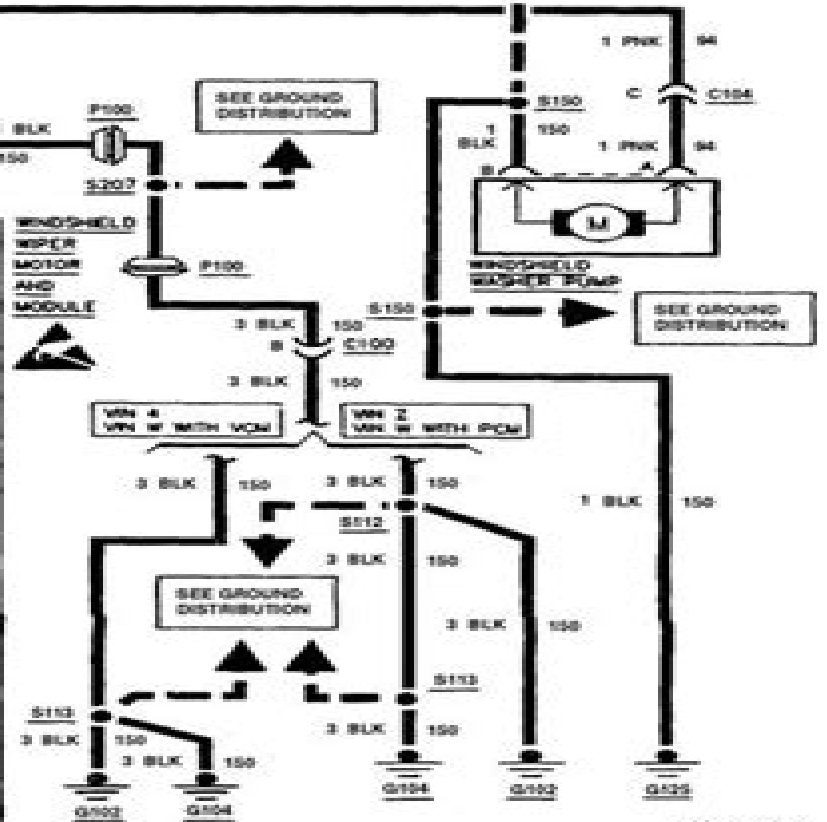 1 PNK 94
C C104
P100
SEE GROUND
DISTRIBUTION
BLK
150
S150
1
BLK
150
1 PNK 94
B A
S207
M
WINDSHIELD
WIPER
MOTOR
AND
MODULE
P100
WINDSHIELD
WASHER PUMP
S150
SEE GROUND
DISTRIBUTION
3 BLK 150
B C100
3 BLK 150
VIN 4
VIN W WITH VCM
VIN Z
VIN W WITH PCM
3 BLK 150
3 BLK 150
1 BLK 150
S112
3 BLK 150
SEE GROUND
DISTRIBUTION
3 BLK 150
S113
S113
3 BLK 150
3 BLK 150
3 BLK 150
G102
G104
G104
G102
G125